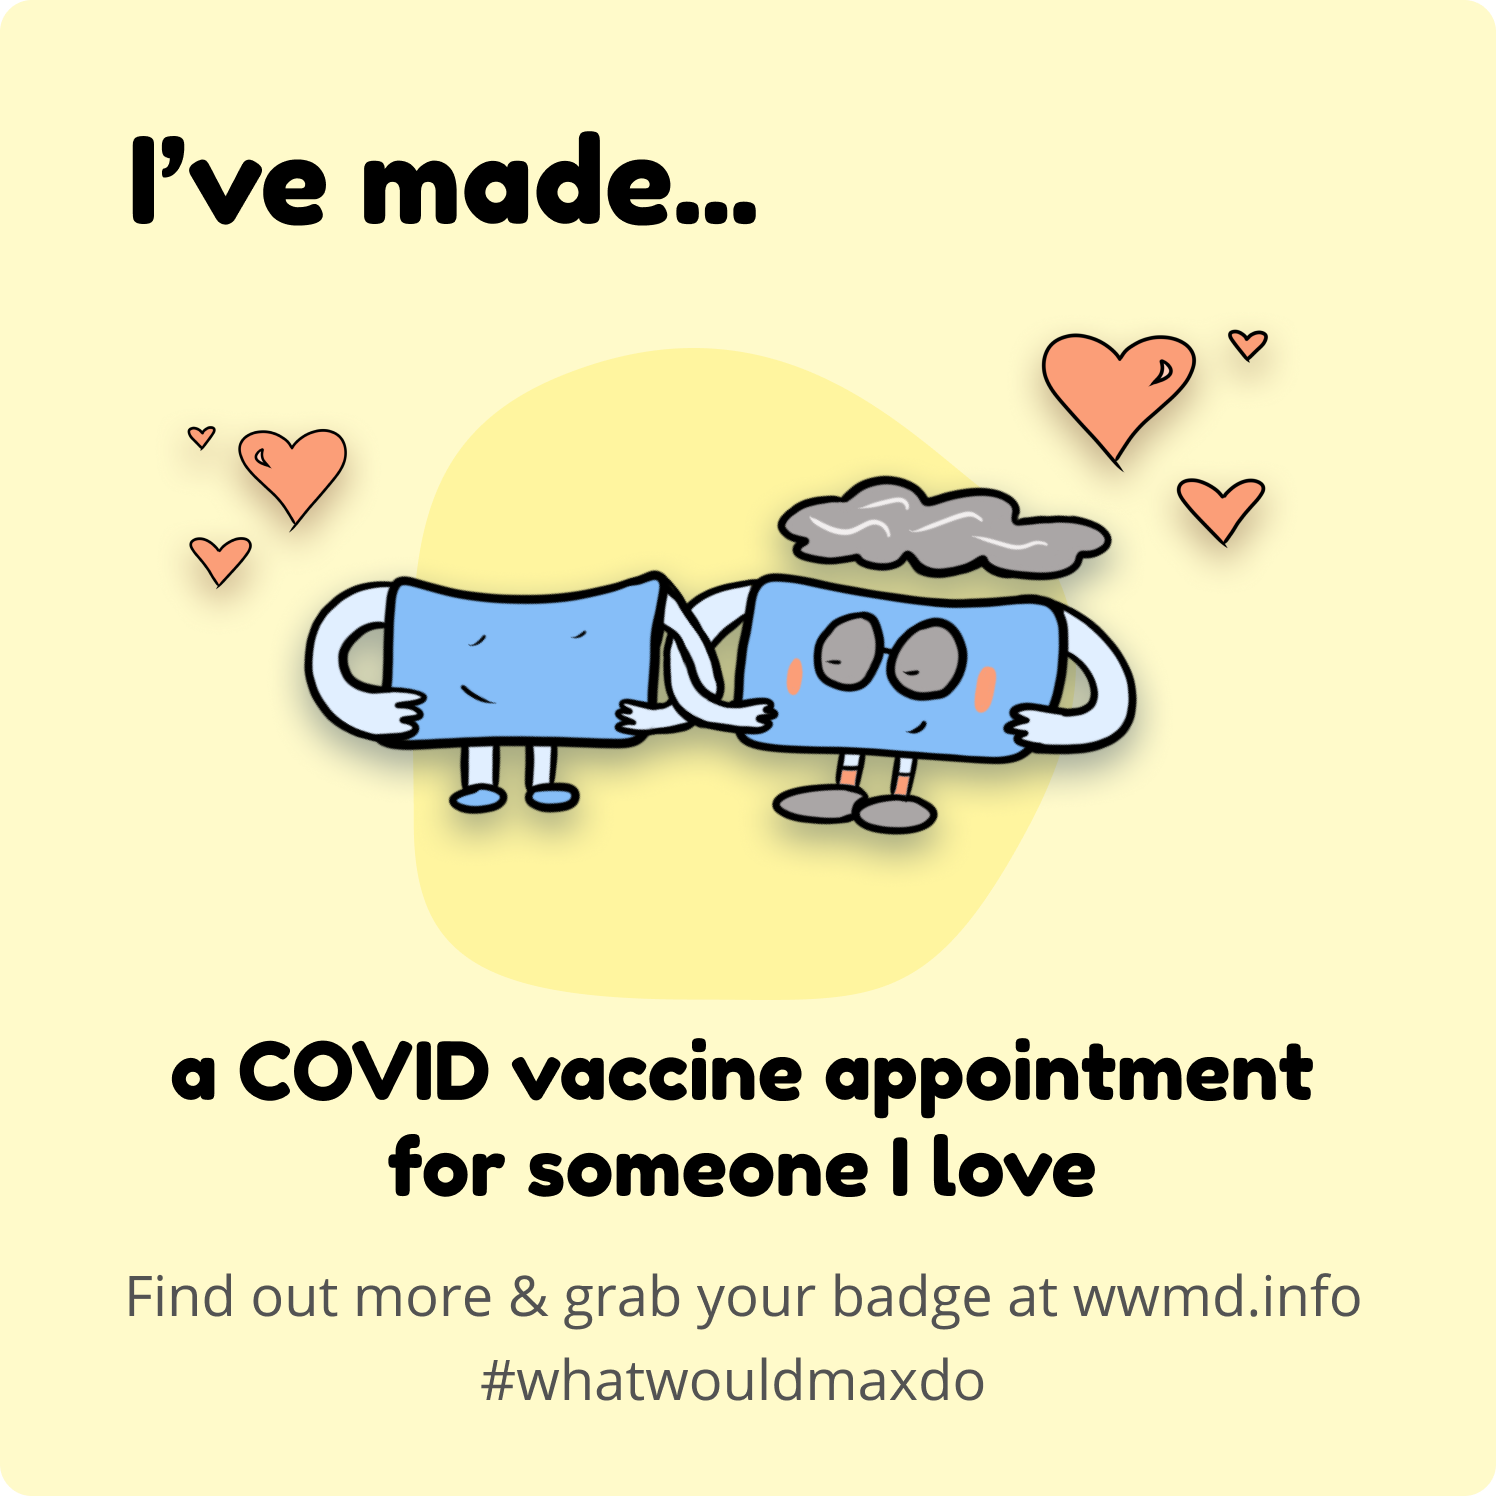 I’ve made...
a COVID vaccine appointment
for someone I love
Find out more & grab your badge at wwmd.info
#whatwouldmaxdo